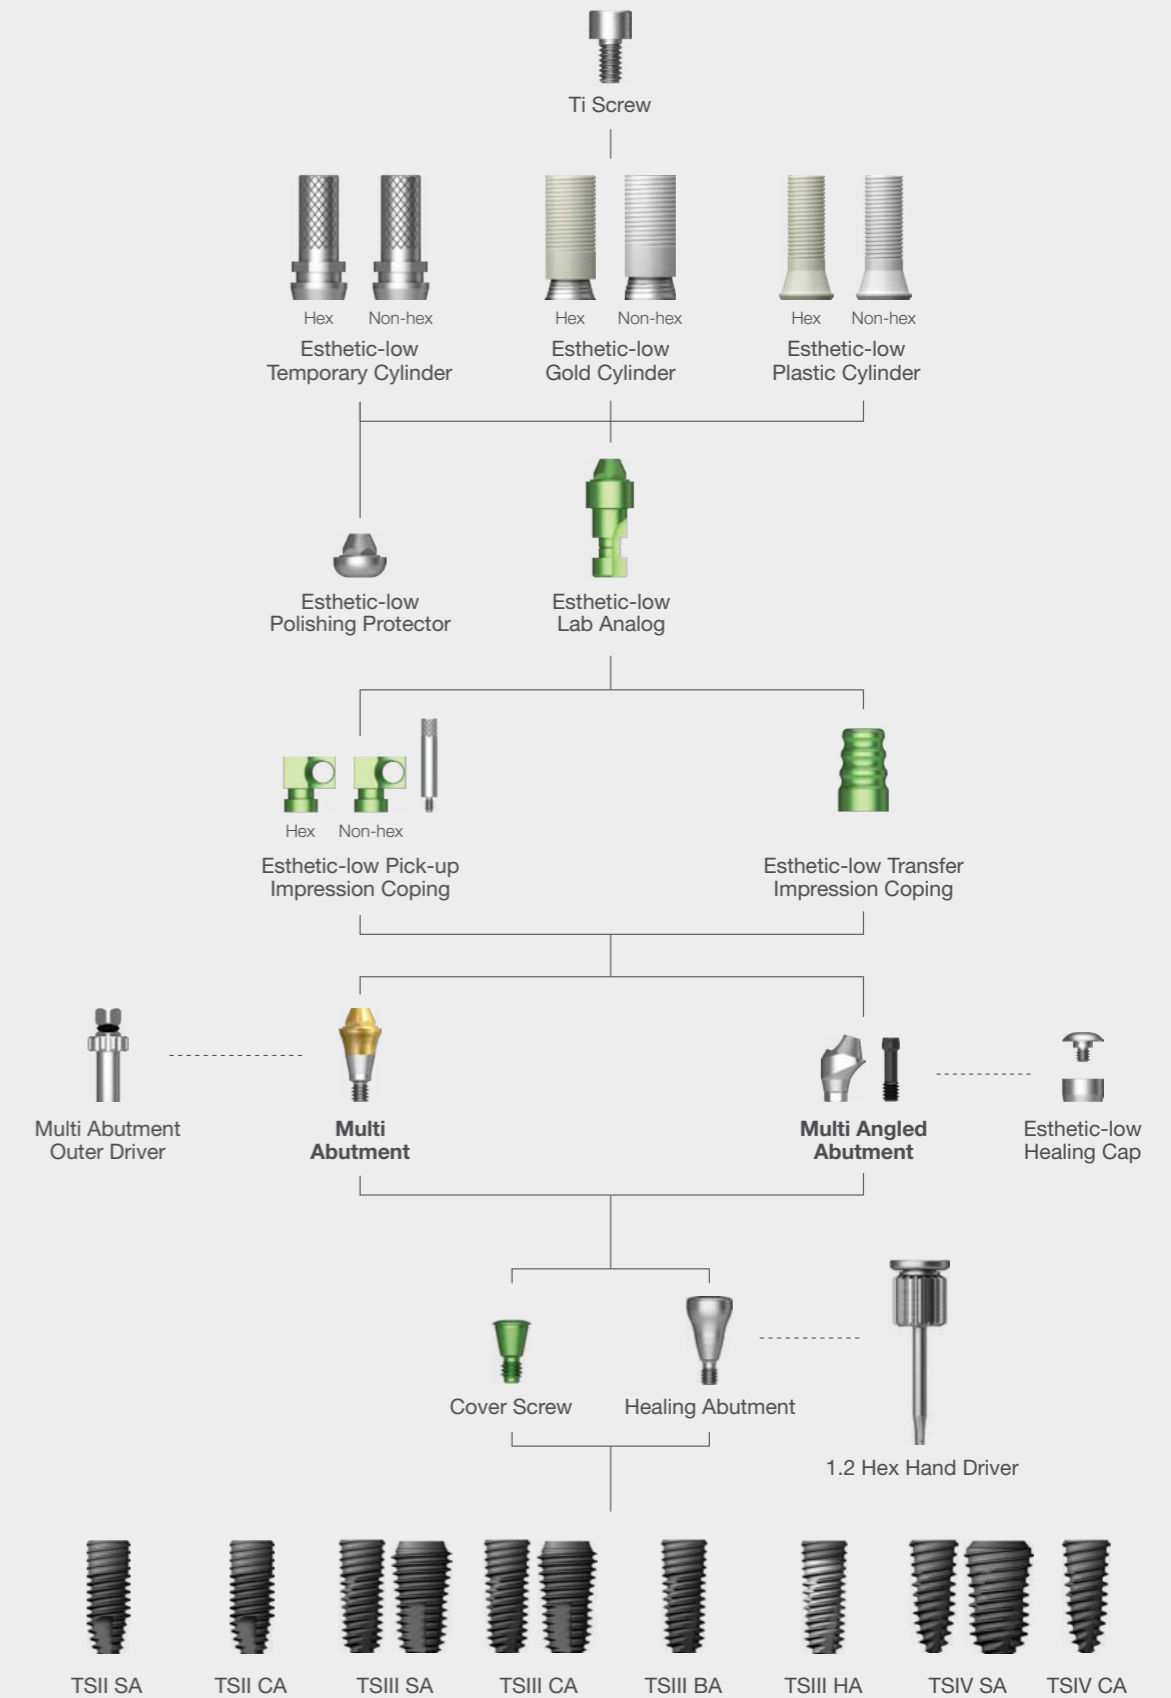 Ti Screw
Hex Non-hex Hex Non-hex Hex Non-hex
Esthetic-low
Temporary Cylinder
Esthetic-low
Gold Cylinder
Esthetic-low
Plastic Cylinder
Esthetic-low
Polishing Protector
Esthetic-low
Lab Analog
Hex Non-hex
Esthetic-low Pick-up
Impression Coping
Esthetic-low Transfer
Impression Coping
Multi Abutment
Outer Driver
Multi
Abutment
Multi Angled
Abutment
Esthetic-low
Healing Cap
Cover Screw
Healing Abutment
1.2 Hex Hand Driver
TSII SA TSII CA TSIII SA TSIII CA TSIII BA TSIII HA TSIV SA TSIV CA